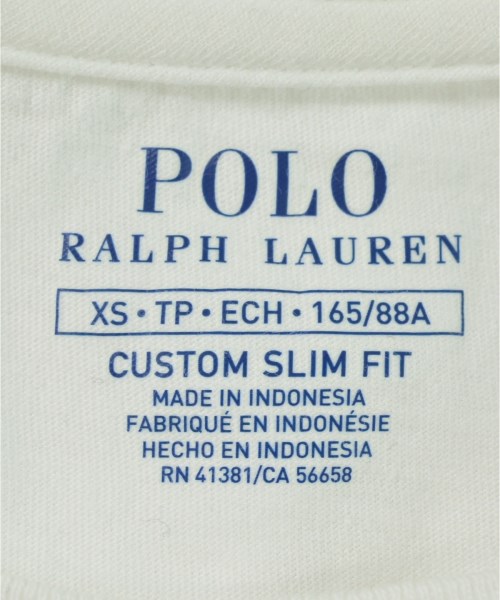 POLO
RALPH LAUREN
XS • TP • ECH • 165/88A
CUSTOM SLIM FIT
MADE IN INDONESIA
FABRIQUÉ EN INDONÉSIE
HECHO EN INDONESIA
RN 41381/CA 56658